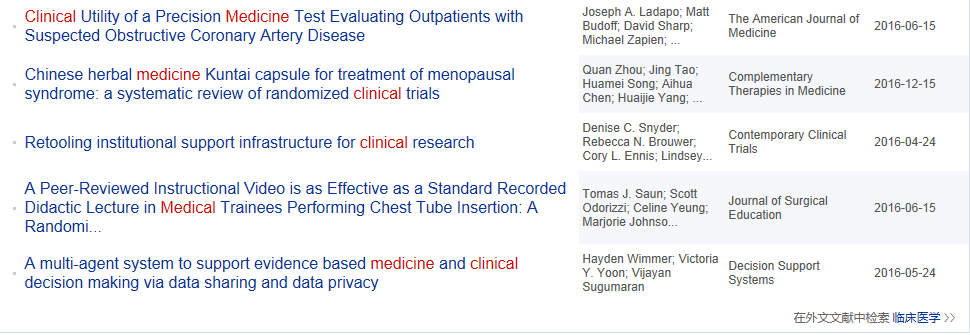 Clinical Utility of a Precision Medicine Test Evaluating Outpatients with
Suspected Obstructive Coronary Artery Disease
Joseph A. Ladapo; Matt
Budoff; David Sharp;
Michael Zapien; ...
The American Journal of
Medicine
2016-06-15
Chinese herbal medicine Kuntai capsule for treatment of menopausal
syndrome: a systematic review of randomized clinical trials
Quan Zhou; Jing Tao;
Huamei Song; Aihua
Chen; Huaijie Yang; ...
Complementary
Therapies in Medicine
2016-12-15
Retooling institutional support infrastructure for clinical research
Denise C. Snyder;
Rebecca N. Brouwer;
Cory L. Ennis; Lindsey...
Contemporary Clinical
Trials
2016-04-24
A Peer-Reviewed Instructional Video is as Effective as a Standard Recorded
Didactic Lecture in Medical Trainees Performing Chest Tube Insertion: A
Randomi...
Tomas J. Saun; Scott
Odorizzi; Celine Yeung;
Marjorie Johnso...
Journal of Surgical
Education
2016-06-15
A multi-agent system to support evidence based medicine and clinical
decision making via data sharing and data privacy
Hayden Wimmer; Victoria
Y. Yoon; Vijayan
Sugumaran
Decision Support
Systems
2016-05-24
在外文文献中检索 临床医学 >>